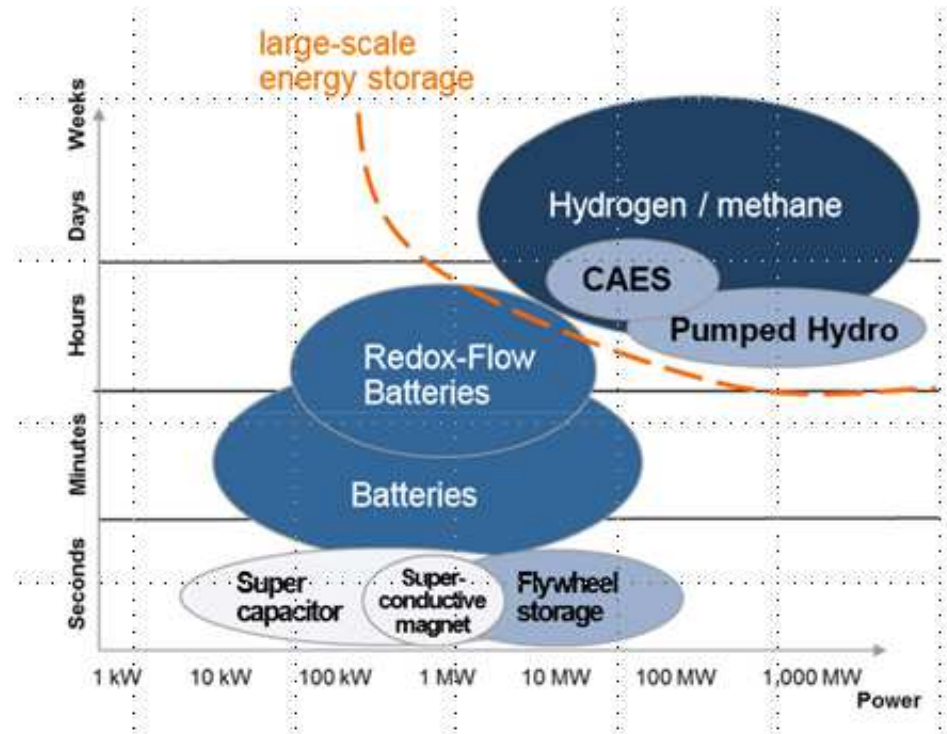 large-scale
energy storage
Weeks
Days
Hours
Minutes
Seconds
Hydrogen / methane
CAES
Pumped Hydro
Redox-Flow
Batteries
Batteries
Super
capacitor
Super-
conductive
magnet
Flywheel
storage
1 kW 10 kW 100 kW 1 MW 10 MW 100 MW 1,000 MW
Power